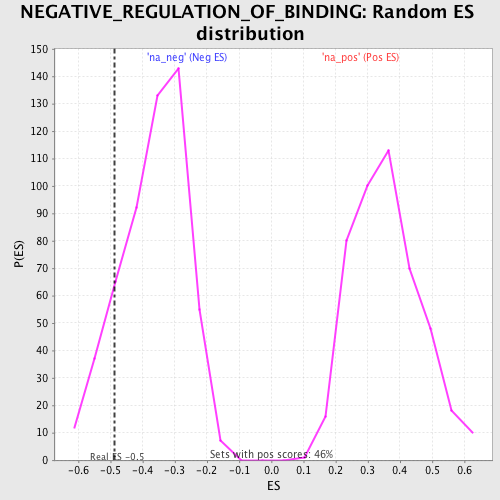 NEGATIVE_REGULATION_OF_BINDING: Random ES
distribution
'na_neg' (Neg ES) 'na_pos' (Pos ES)
150
140
130
120
110
100
90
80
70
60
50
40
30
20
10
0
P(ES)
Real ES -0.5 Sets with pos scores: 46%
-0.6 -0.5 -0.4 -0.3 -0.2 -0.1 0.0 0.1 0.2 0.3 0.4 0.5 0.6
ES